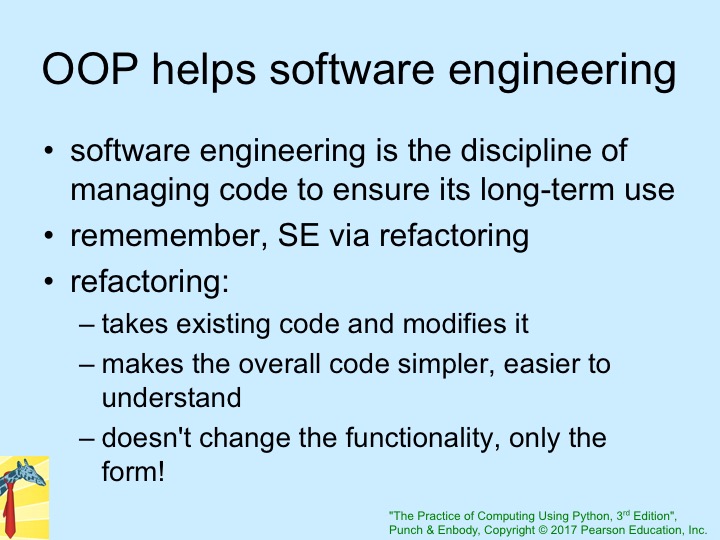 OOP helps software engineering
• software engineering is the discipline of
managing code to ensure its long-term use
• rememember, SE via refactoring
• refactoring:
– takes existing code and modifies it
– makes the overall code simpler, easier to
understand
– doesn't change the functionality, only the
form!
"The Practice of Computing Using Python, 3rd Edition",
Punch & Enbody, Copyright © 2017 Pearson Education, Inc.